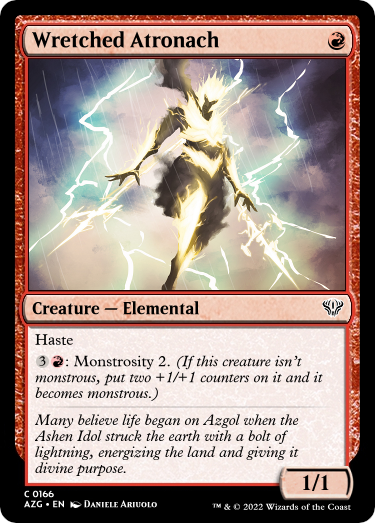 Wretched Atronach
Creature — Elemental
Haste
3: Monstrosity 2. (If this creature isn't
monstrous, put two +1/+1 counters on it and it
becomes monstrous.)
Many believe life began on Azgol when the
Ashen Idol struck the earth with a bolt of
lightning, energizing the land and giving it
divine purpose.
1/1
C 0166
AZG • EN Daniele Ariuolo
™ & © 2022 Wizards of the Coast